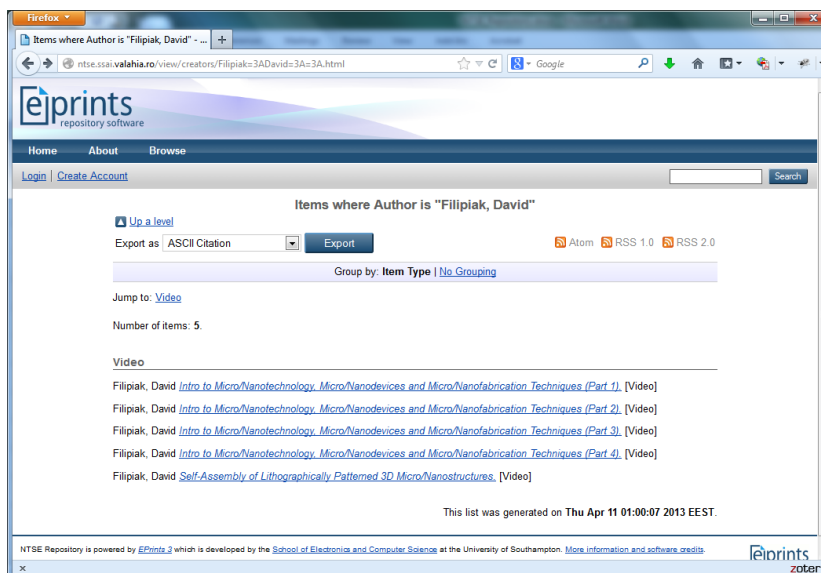 Firefox
Items where Author is "Filipiak, David" - ...
ntse.ssai.valahia.ro/view/creators/Filipiak=3ADavid=3A=3A.html
Google
eprints
repository software
Home About Browse
Login | Create Account
Search
Items where Author is "Filipiak, David"
Up a level
Export as ASCII Citation Export
Atom RSS 1.0 RSS 2.0
Group by: Item Type | No Grouping
Jump to: Video
Number of items: 5.
Video
Filipiak, David Intro to Micro/Nanotechnology, Micro/Nanodevices and Micro/Nanofabrication Techniques (Part 1). [Video]
Filipiak, David Intro to Micro/Nanotechnology, Micro/Nanodevices and Micro/Nanofabrication Techniques (Part 2). [Video]
Filipiak, David Intro to Micro/Nanotechnology, Micro/Nanodevices and Micro/Nanofabrication Techniques (Part 3). [Video]
Filipiak, David Intro to Micro/Nanotechnology, Micro/Nanodevices and Micro/Nanofabrication Techniques (Part 4). [Video]
Filipiak, David Self-Assembly of Lithographically Patterned 3D Micro/Nanostructures. [Video]
This list was generated on Thu Apr 11 01:00:07 2013 EEST.
NTSE Repository is powered by EPrints 3 which is developed by the School of Electronics and Computer Science at the University of Southampton. More information and software credits.
eprints
x
zoter